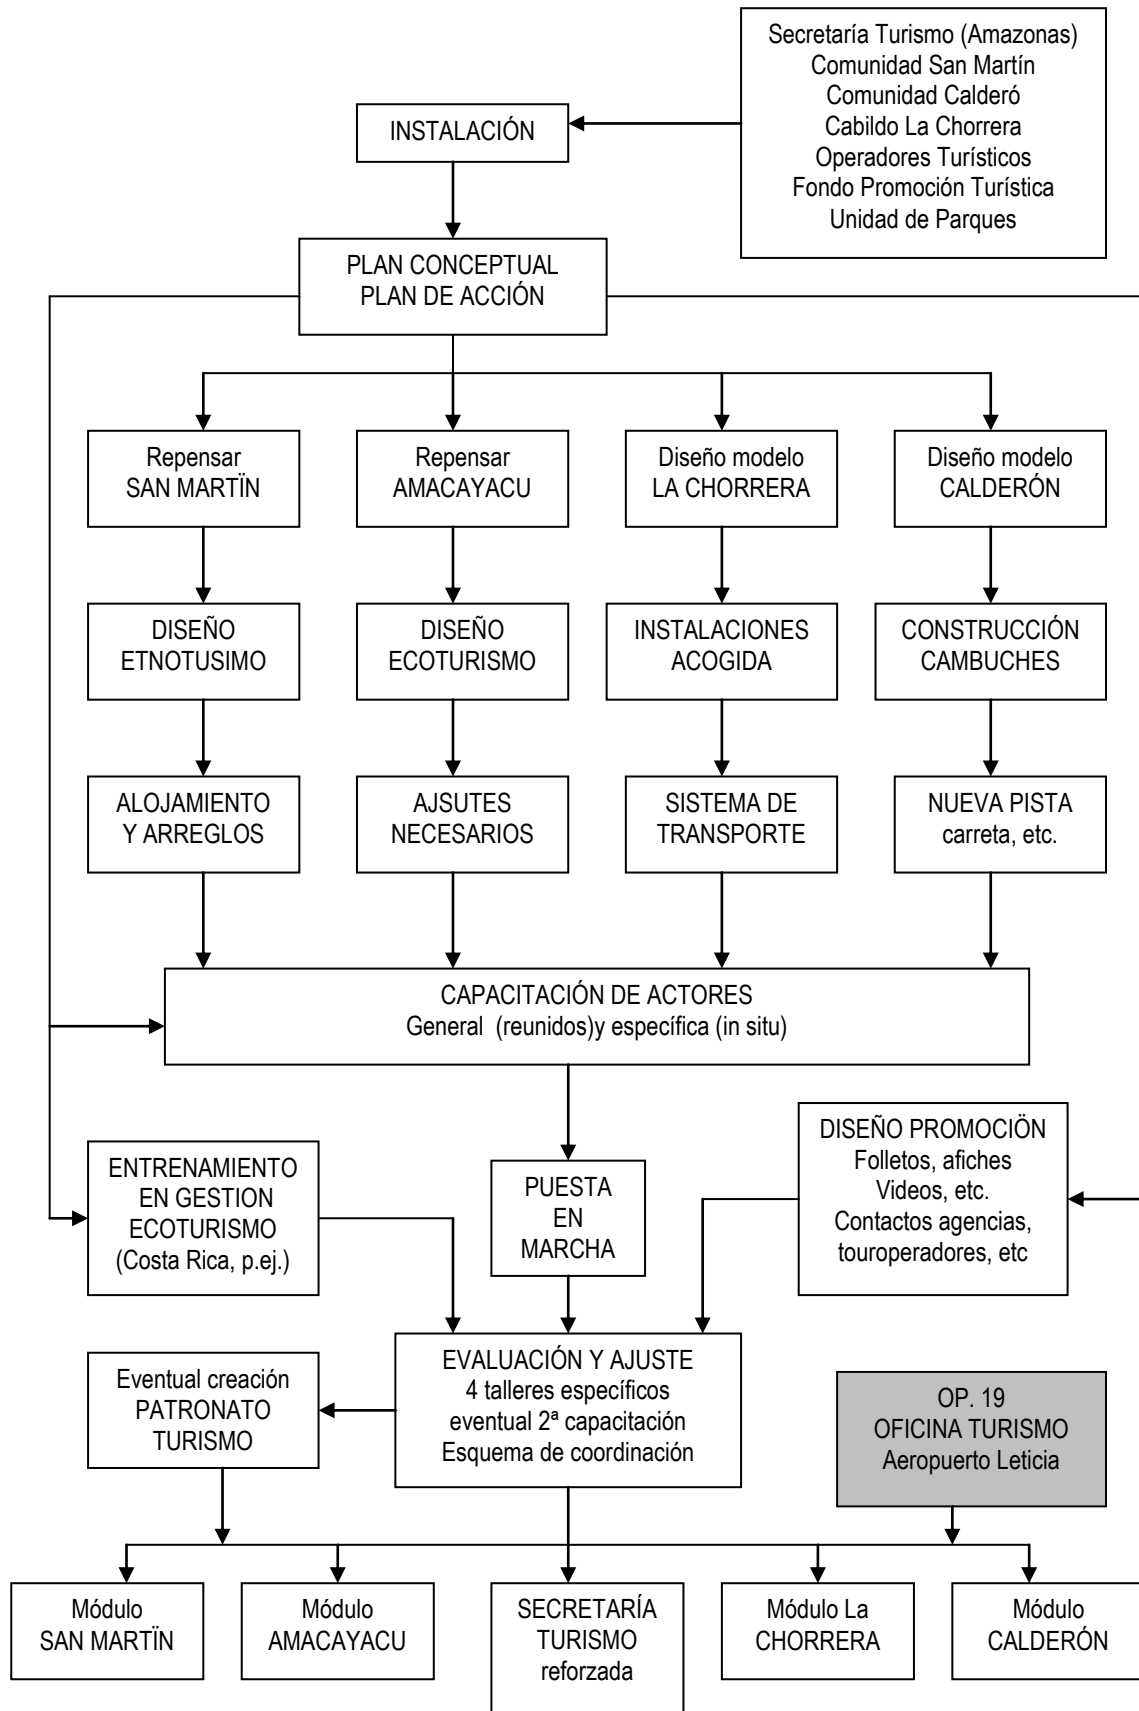 Secretaría Turismo (Amazonas)
Comunidad San Martín
Comunidad Calderó
Cabildo La Chorrera
Operadores Turísticos
Fondo Promoción Turística
Unidad de Parques
INSTALACIÓN
PLAN CONCEPTUAL
PLAN DE ACCIÓN
Repensar
SAN MARTÏN
Repensar
AMACAYACU
Diseño modelo
LA CHORRERA
Diseño modelo
CALDERÓN
DISEÑO
ETNOTUSIMO
DISEÑO
ECOTURISMO
INSTALACIONES
ACOGIDA
CONSTRUCCIÓN
CAMBUCHES
ALOJAMIENTO
Y ARREGLOS
AJSUTES
NECESARIOS
SISTEMA DE
TRANSPORTE
NUEVA PISTA
carreta, etc.
CAPACITACIÓN DE ACTORES
General  (reunidos)y específica (in situ)
ENTRENAMIENTO
EN GESTION
ECOTURISMO
(Costa Rica, p.ej.)
PUESTA
EN
MARCHA
DISEÑO PROMOCIÖN
Folletos, afiches
Videos, etc.
Contactos agencias,
touroperadores, etc
Eventual creación
PATRONATO
TURISMO
EVALUACIÓN Y AJUSTE
4 talleres específicos
eventual 2ª capacitación
Esquema de coordinación
OP. 19
OFICINA TURISMO
Aeropuerto Leticia
Módulo
SAN MARTÏN
Módulo
AMACAYACU
SECRETARÍA
TURISMO
reforzada
Módulo La
CHORRERA
Módulo
CALDERÓN